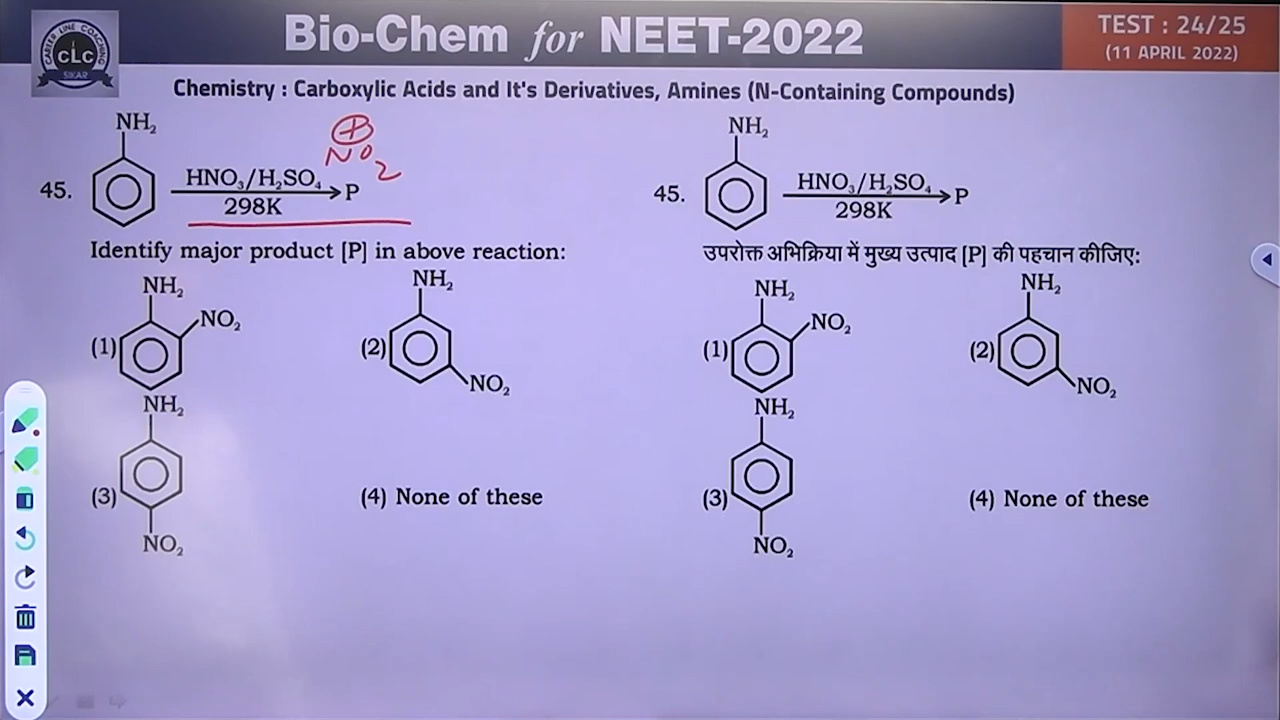 CAREER LINE COACHING
CLC
SIKAR
Bio-Chem for NEET-2022
TEST : 24/25
(11 APRIL 2022)
Chemistry : Carboxylic Acids and It's Derivatives, Amines (N-Containing Compounds)
NH₂
⊕
NO₂
45.
HNO₃/H₂SO₄
P
298K
Identify major product [P] in above reaction:
(1)
NH₂
NO₂
(2)
NH₂
NO₂
(3)
NH₂
NO₂
(4) None of these
NH₂
45.
HNO₃/H₂SO₄
P
298K
उपरोक्त अभिक्रिया में मुख्य उत्पाद [P] की पहचान कीजिए:
(1)
NH₂
NO₂
(2)
NH₂
NO₂
(3)
NH₂
NO₂
(4) None of these